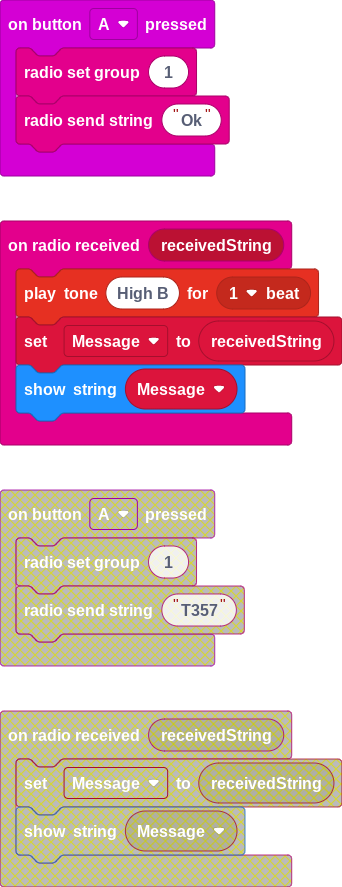 on button A pressed
radio set group 1
radio send string "Ok"
on radio received receivedString
play tone High B for 1 beat
set Message to receivedString
show string Message
on button A pressed
radio set group 1
radio send string "T357"
on radio received receivedString
set Message to receivedString
show string Message